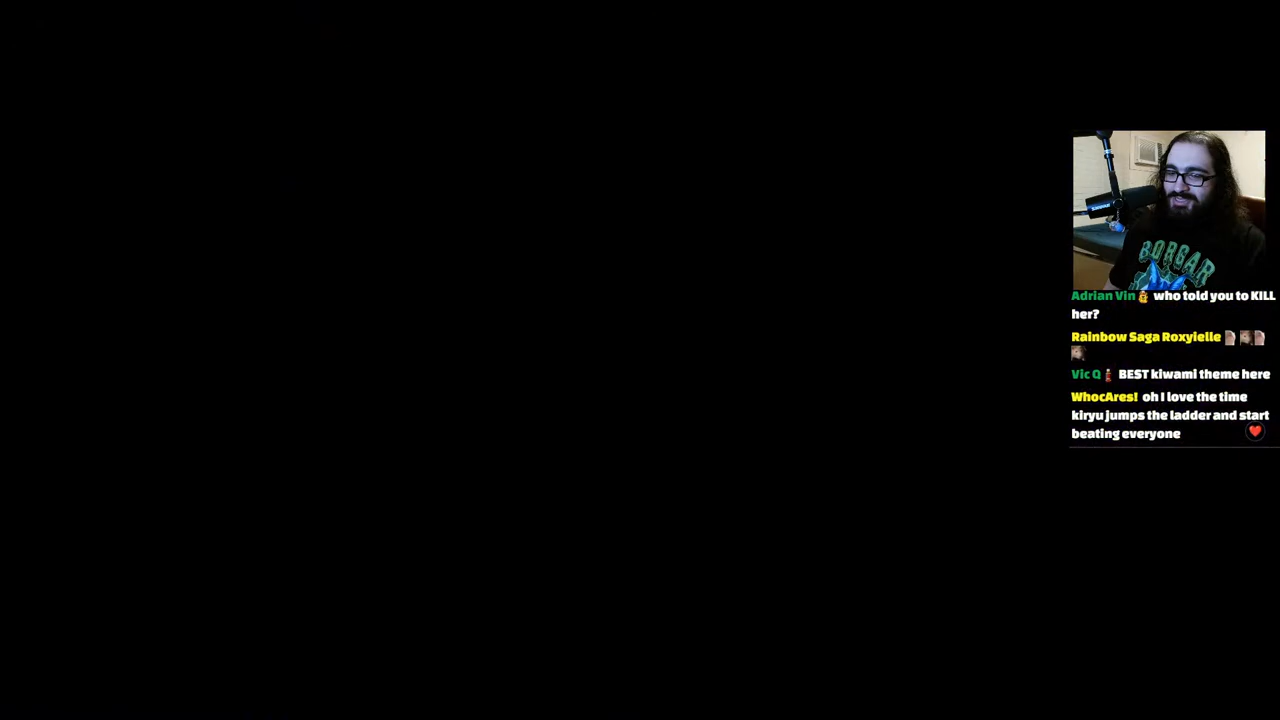 BORGAR
Adrian Vin who told you to KILL
her?
Rainbow Saga Roxyielle
Vic Q BEST kiwami theme here
WhocAres! oh I love the time
kiryu jumps the ladder and start
beating everyone